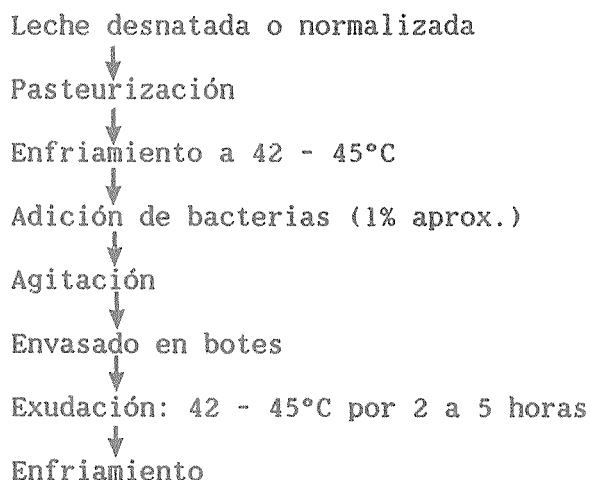 Leche desnatada o normalizada
Pasteurización
Enfriamiento a 42 - 45°C
Adición de bacterias (1% aprox.)
Agitación
Envasado en botes
Exudación: 42 - 45°C por 2 a 5 horas
Enfriamiento